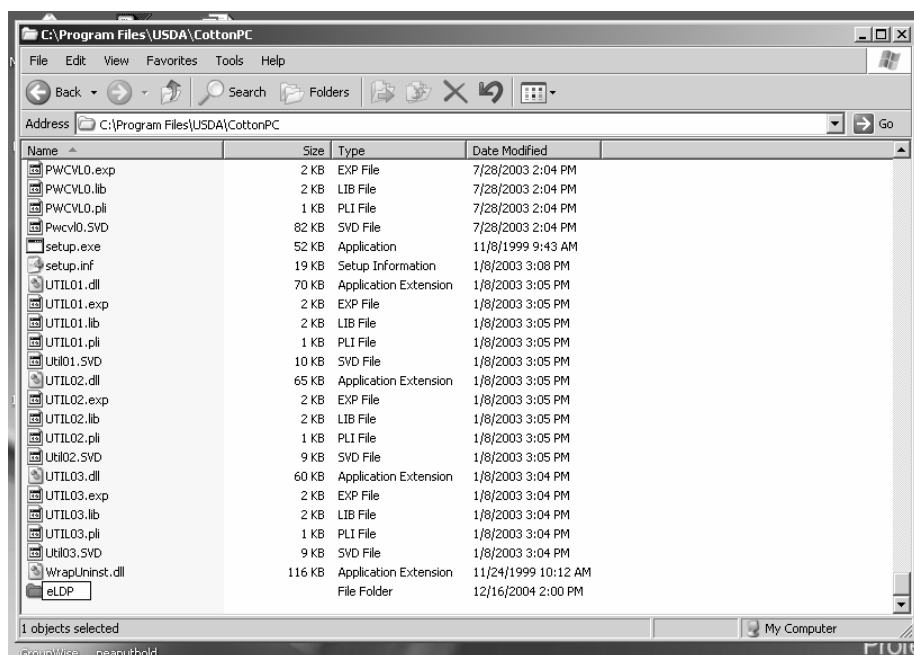 C:\Program Files\USDA\CottonPC
File Edit View Favorites Tools Help
Back Search Folders
Address C:\Program Files\USDA\CottonPC Go
Name Size Type Date Modified
PWCVL0.exp 2 KB EXP File 7/28/2003 2:04 PM
PWCVL0.lib 2 KB LIB File 7/28/2003 2:04 PM
PWCVL0.pli 1 KB PLI File 7/28/2003 2:04 PM
Pwcvl0.SVD 82 KB SVD File 7/28/2003 2:04 PM
setup.exe 52 KB Application 11/8/1999 9:43 AM
setup.inf 19 KB Setup Information 1/8/2003 3:08 PM
UTIL01.dll 70 KB Application Extension 1/8/2003 3:05 PM
UTIL01.exp 2 KB EXP File 1/8/2003 3:05 PM
UTIL01.lib 2 KB LIB File 1/8/2003 3:05 PM
UTIL01.pli 1 KB PLI File 1/8/2003 3:05 PM
Util01.SVD 10 KB SVD File 1/8/2003 3:05 PM
UTIL02.dll 65 KB Application Extension 1/8/2003 3:05 PM
UTIL02.exp 2 KB EXP File 1/8/2003 3:05 PM
UTIL02.lib 2 KB LIB File 1/8/2003 3:05 PM
UTIL02.pli 1 KB PLI File 1/8/2003 3:05 PM
Util02.SVD 9 KB SVD File 1/8/2003 3:05 PM
UTIL03.dll 60 KB Application Extension 1/8/2003 3:04 PM
UTIL03.exp 2 KB EXP File 1/8/2003 3:04 PM
UTIL03.lib 2 KB LIB File 1/8/2003 3:04 PM
UTIL03.pli 1 KB PLI File 1/8/2003 3:04 PM
Util03.SVD 9 KB SVD File 1/8/2003 3:04 PM
WrapUninst.dll 116 KB Application Extension 11/24/1999 10:12 AM
eLDP File Folder 12/16/2004 2:00 PM
1 objects selected My Computer
GroupWise peanuthold